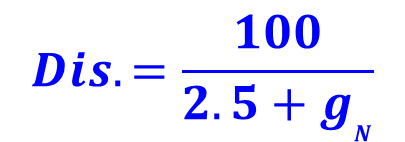 Dis. = 100 / (2.5 + g_N)